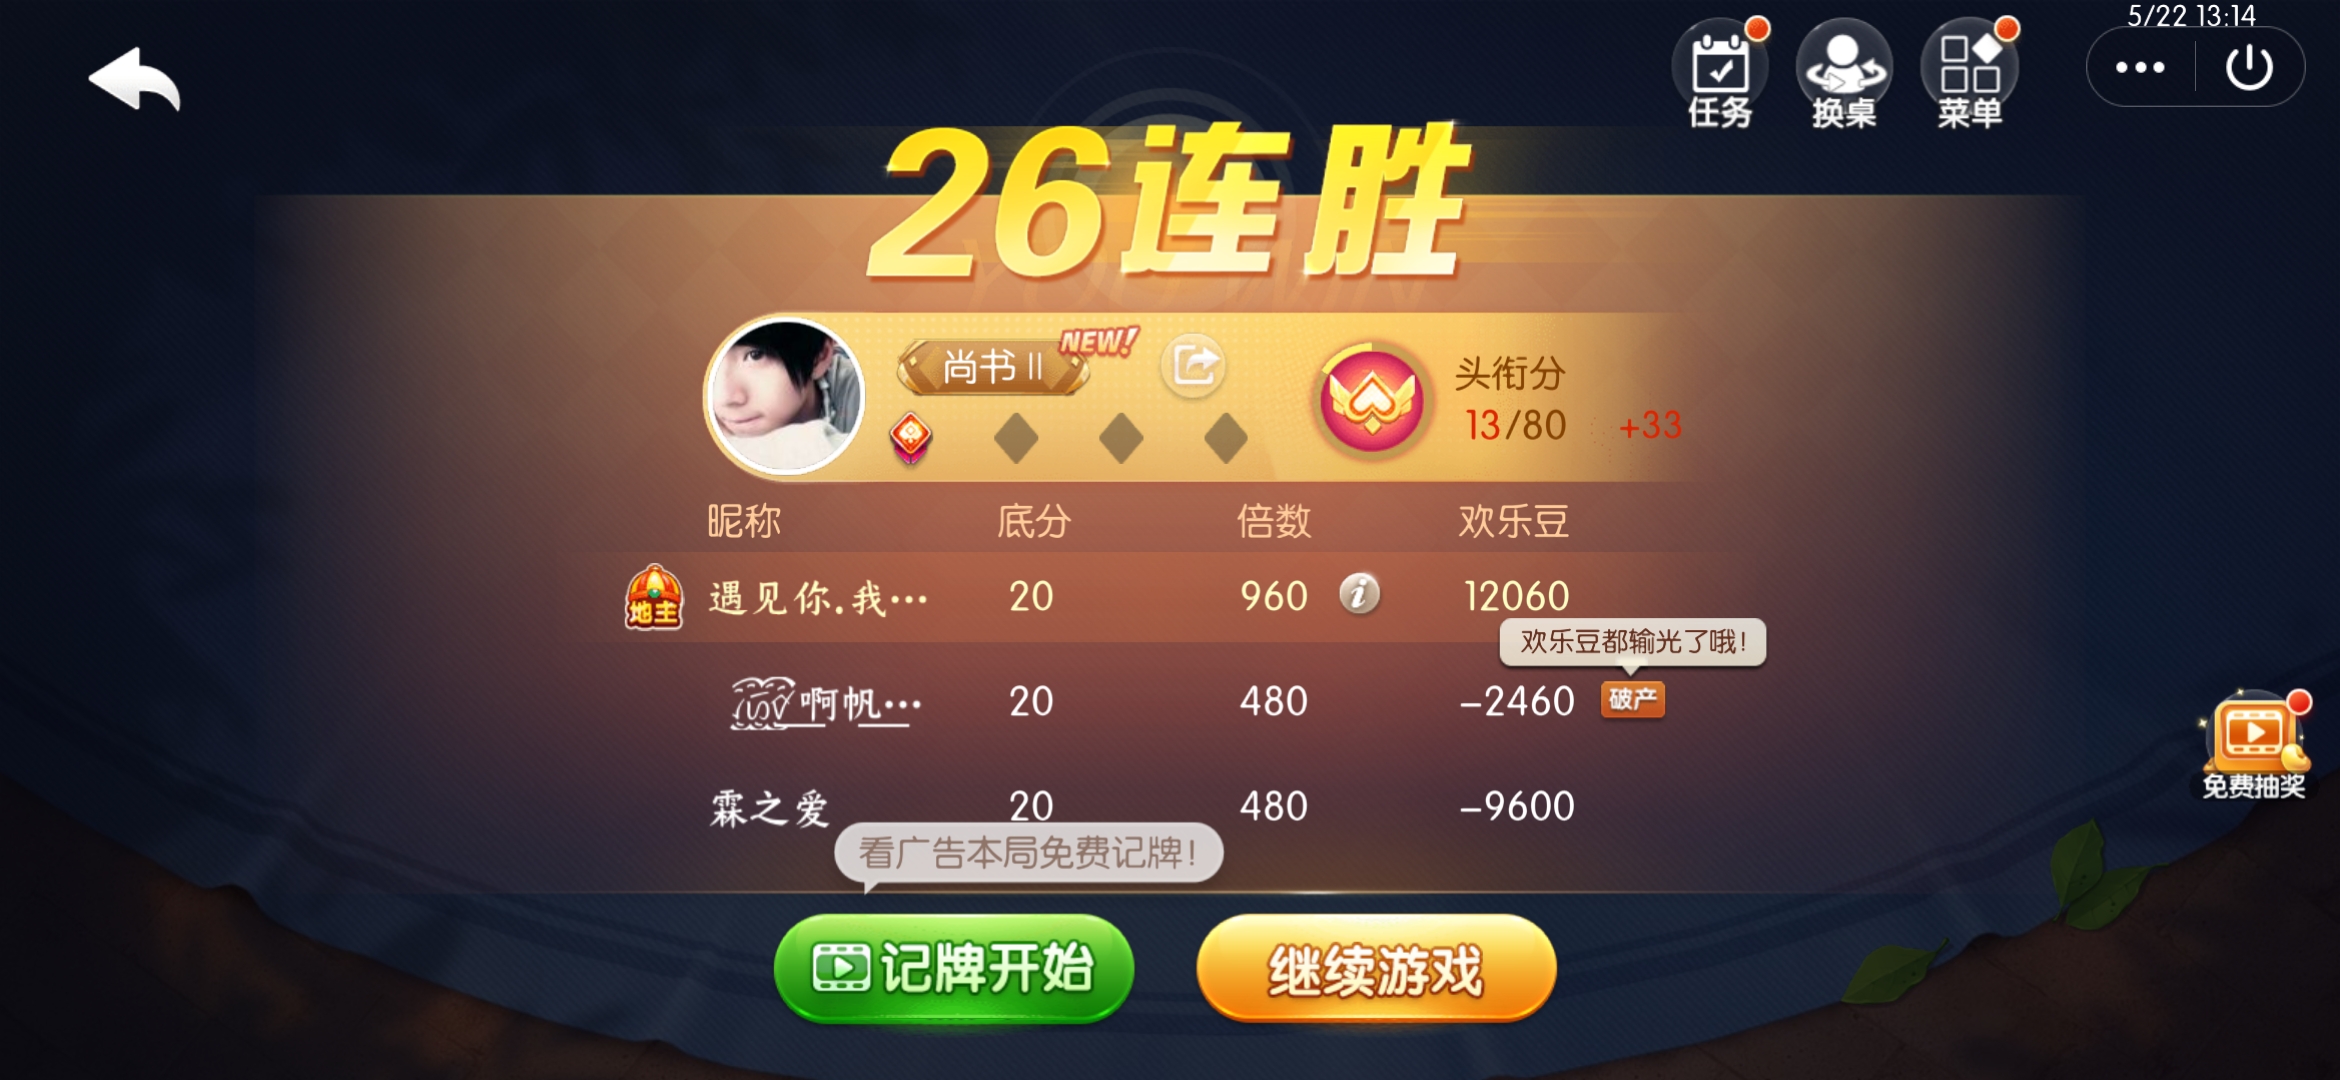 5/22 13:14
任务 换桌 菜单
26连胜
尚书 II NEW!
头衔分
13/80 +33
昵称 底分 倍数 欢乐豆
地主 遇见你.我… 20 960 i 12060
欢乐豆都输光了哦!
啊帆… 20 480 -2460 破产
霖之爱 20 480 -9600
看广告本局免费记牌!
免费抽奖
记牌开始 继续游戏